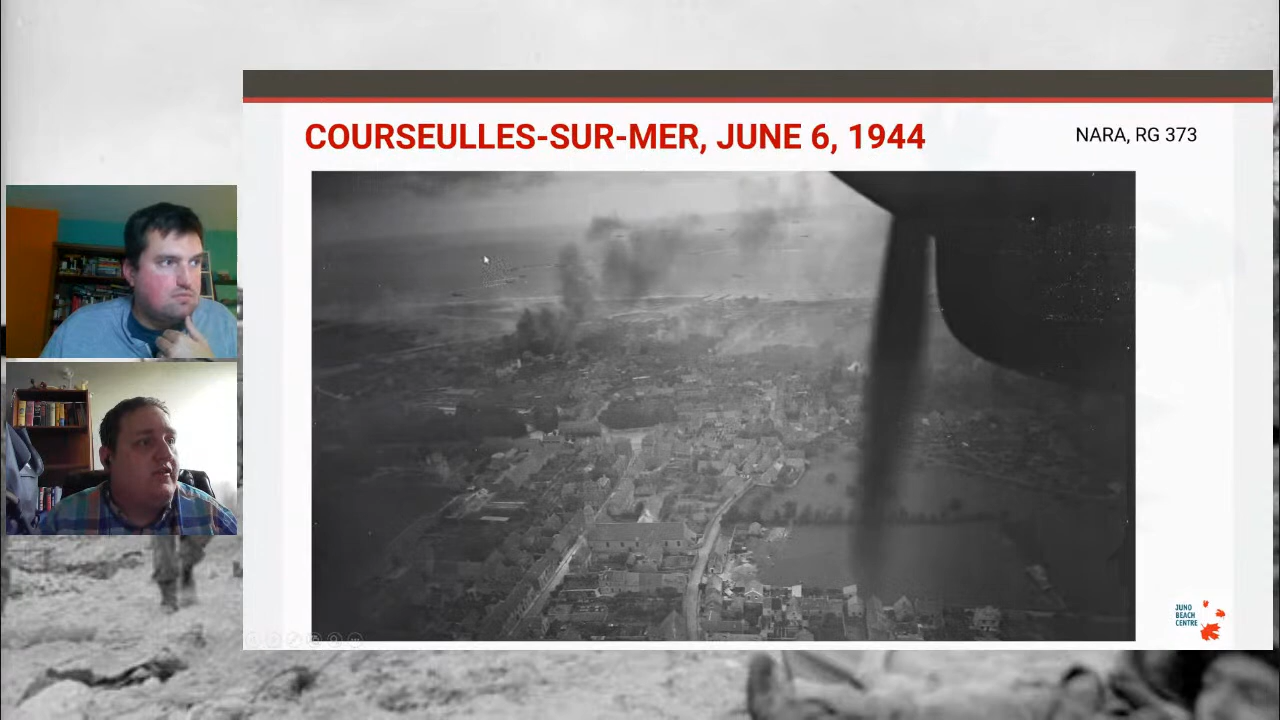 COURSEULLES-SUR-MER, JUNE 6, 1944
NARA, RG 373
JUNO
BEACH
CENTRE